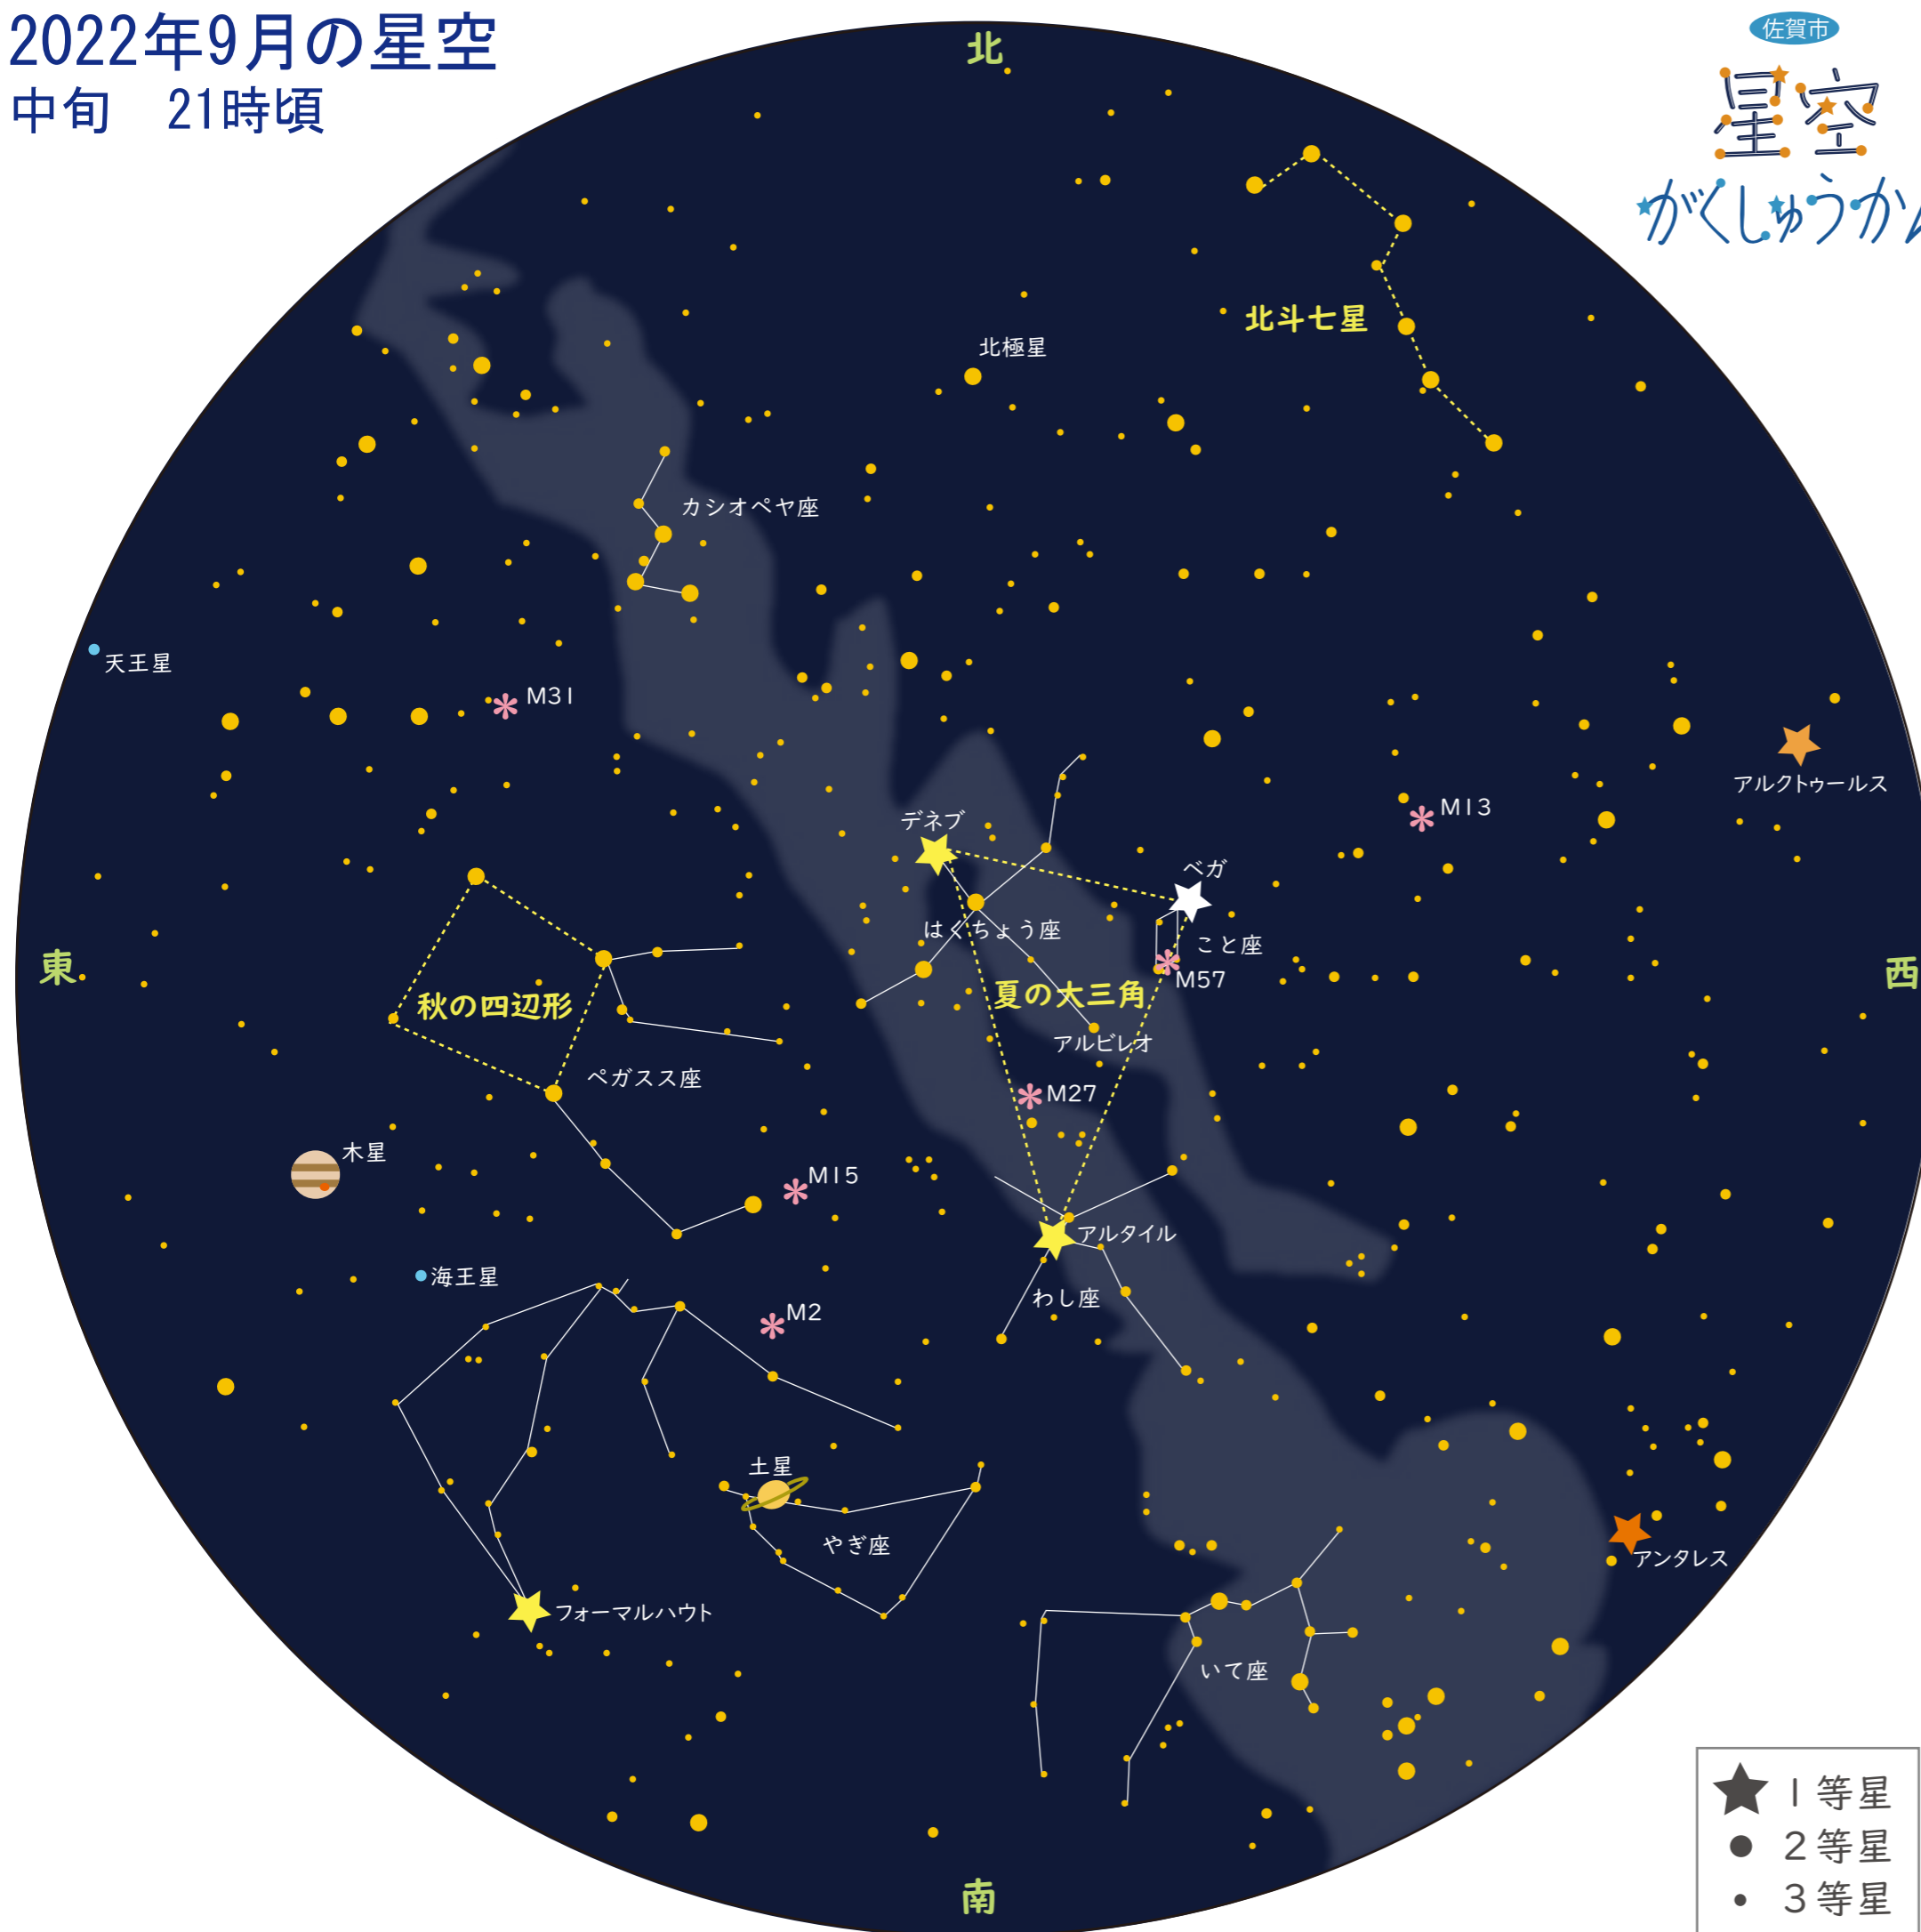 2022年9月の星空
中旬　21時頃
佐賀市
星空
がくしゅうかん
北
北斗七星
北極星
カシオペヤ座
天王星
M31
アルクトゥールス
M13
デネブ
ベガ
はくちょう座
こと座
東
西
M57
秋の四辺形
夏の大三角
アルビレオ
ペガスス座
M27
木星
M15
アルタイル
海王星
わし座
M2
土星
やぎ座
アンタレス
フォーマルハウト
いて座
1等星
2等星
3等星
南